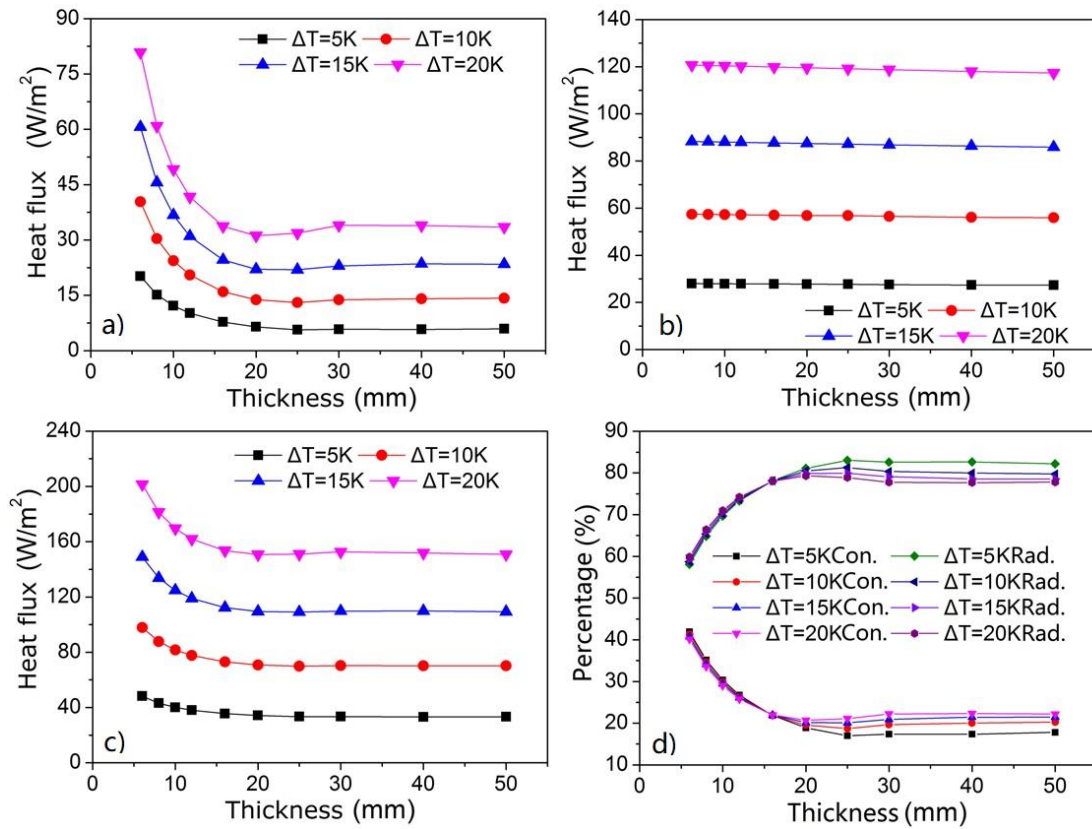 90
75
60
45
30
15
0
Heat flux (W/m²)
ΔT=5K ΔT=10K
ΔT=15K ΔT=20K
a)
0 10 20 30 40 50
Thickness (mm)
140
120
100
80
60
40
20
0
Heat flux (W/m²)
ΔT=5K ΔT=10K
ΔT=15K ΔT=20K
b)
0 10 20 30 40 50
Thickness (mm)
240
200
160
120
80
40
0
Heat flux (W/m²)
ΔT=5K ΔT=10K
ΔT=15K ΔT=20K
c)
0 10 20 30 40 50
Thickness (mm)
90
80
70
60
50
40
30
20
10
Percentage (%)
ΔT=5KCon. ΔT=5KRad.
ΔT=10KCon. ΔT=10KRad.
ΔT=15KCon. ΔT=15KRad.
ΔT=20KCon. ΔT=20KRad.
d)
0 10 20 30 40 50
Thickness (mm)